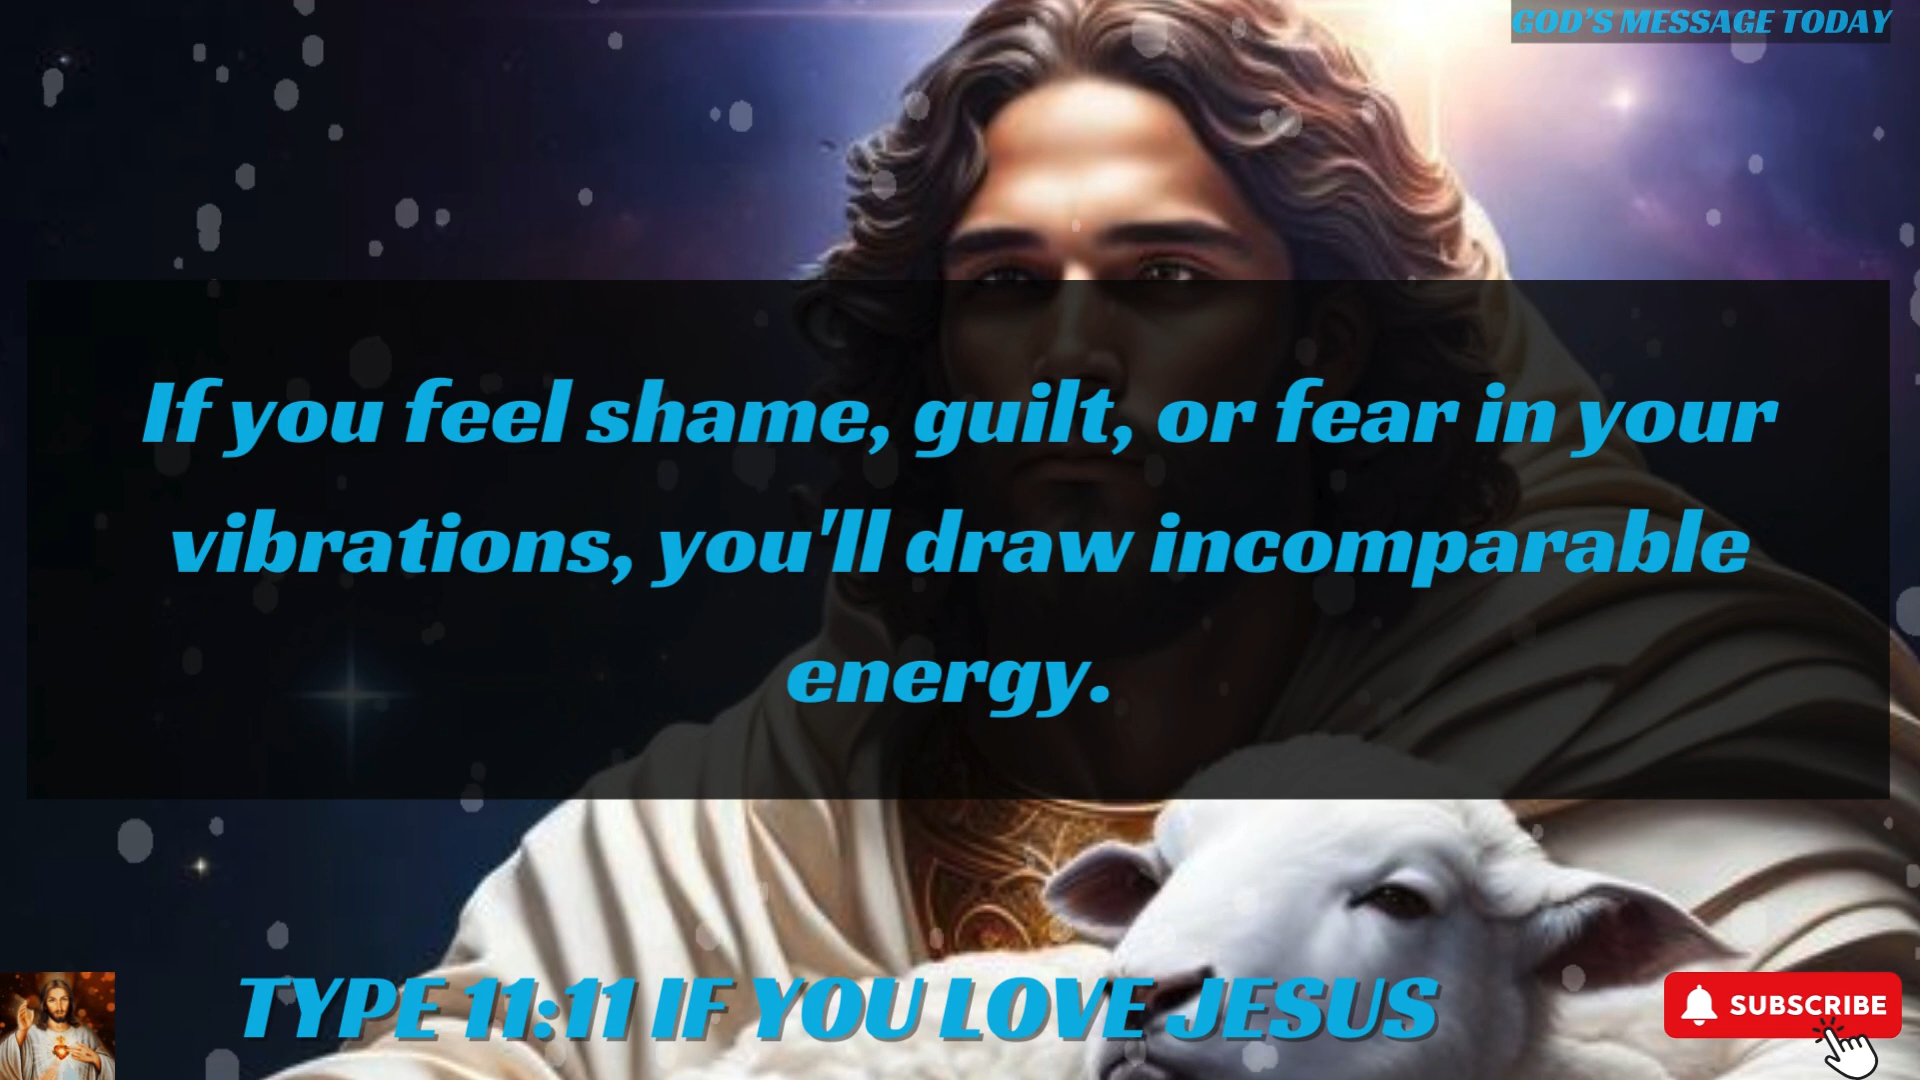 GOD'S MESSAGE TODAY
If you feel shame, guilt, or fear in your
vibrations, you'll draw incomparable
energy.
TYPE 11:11 IF YOU LOVE JESUS
SUBSCRIBE